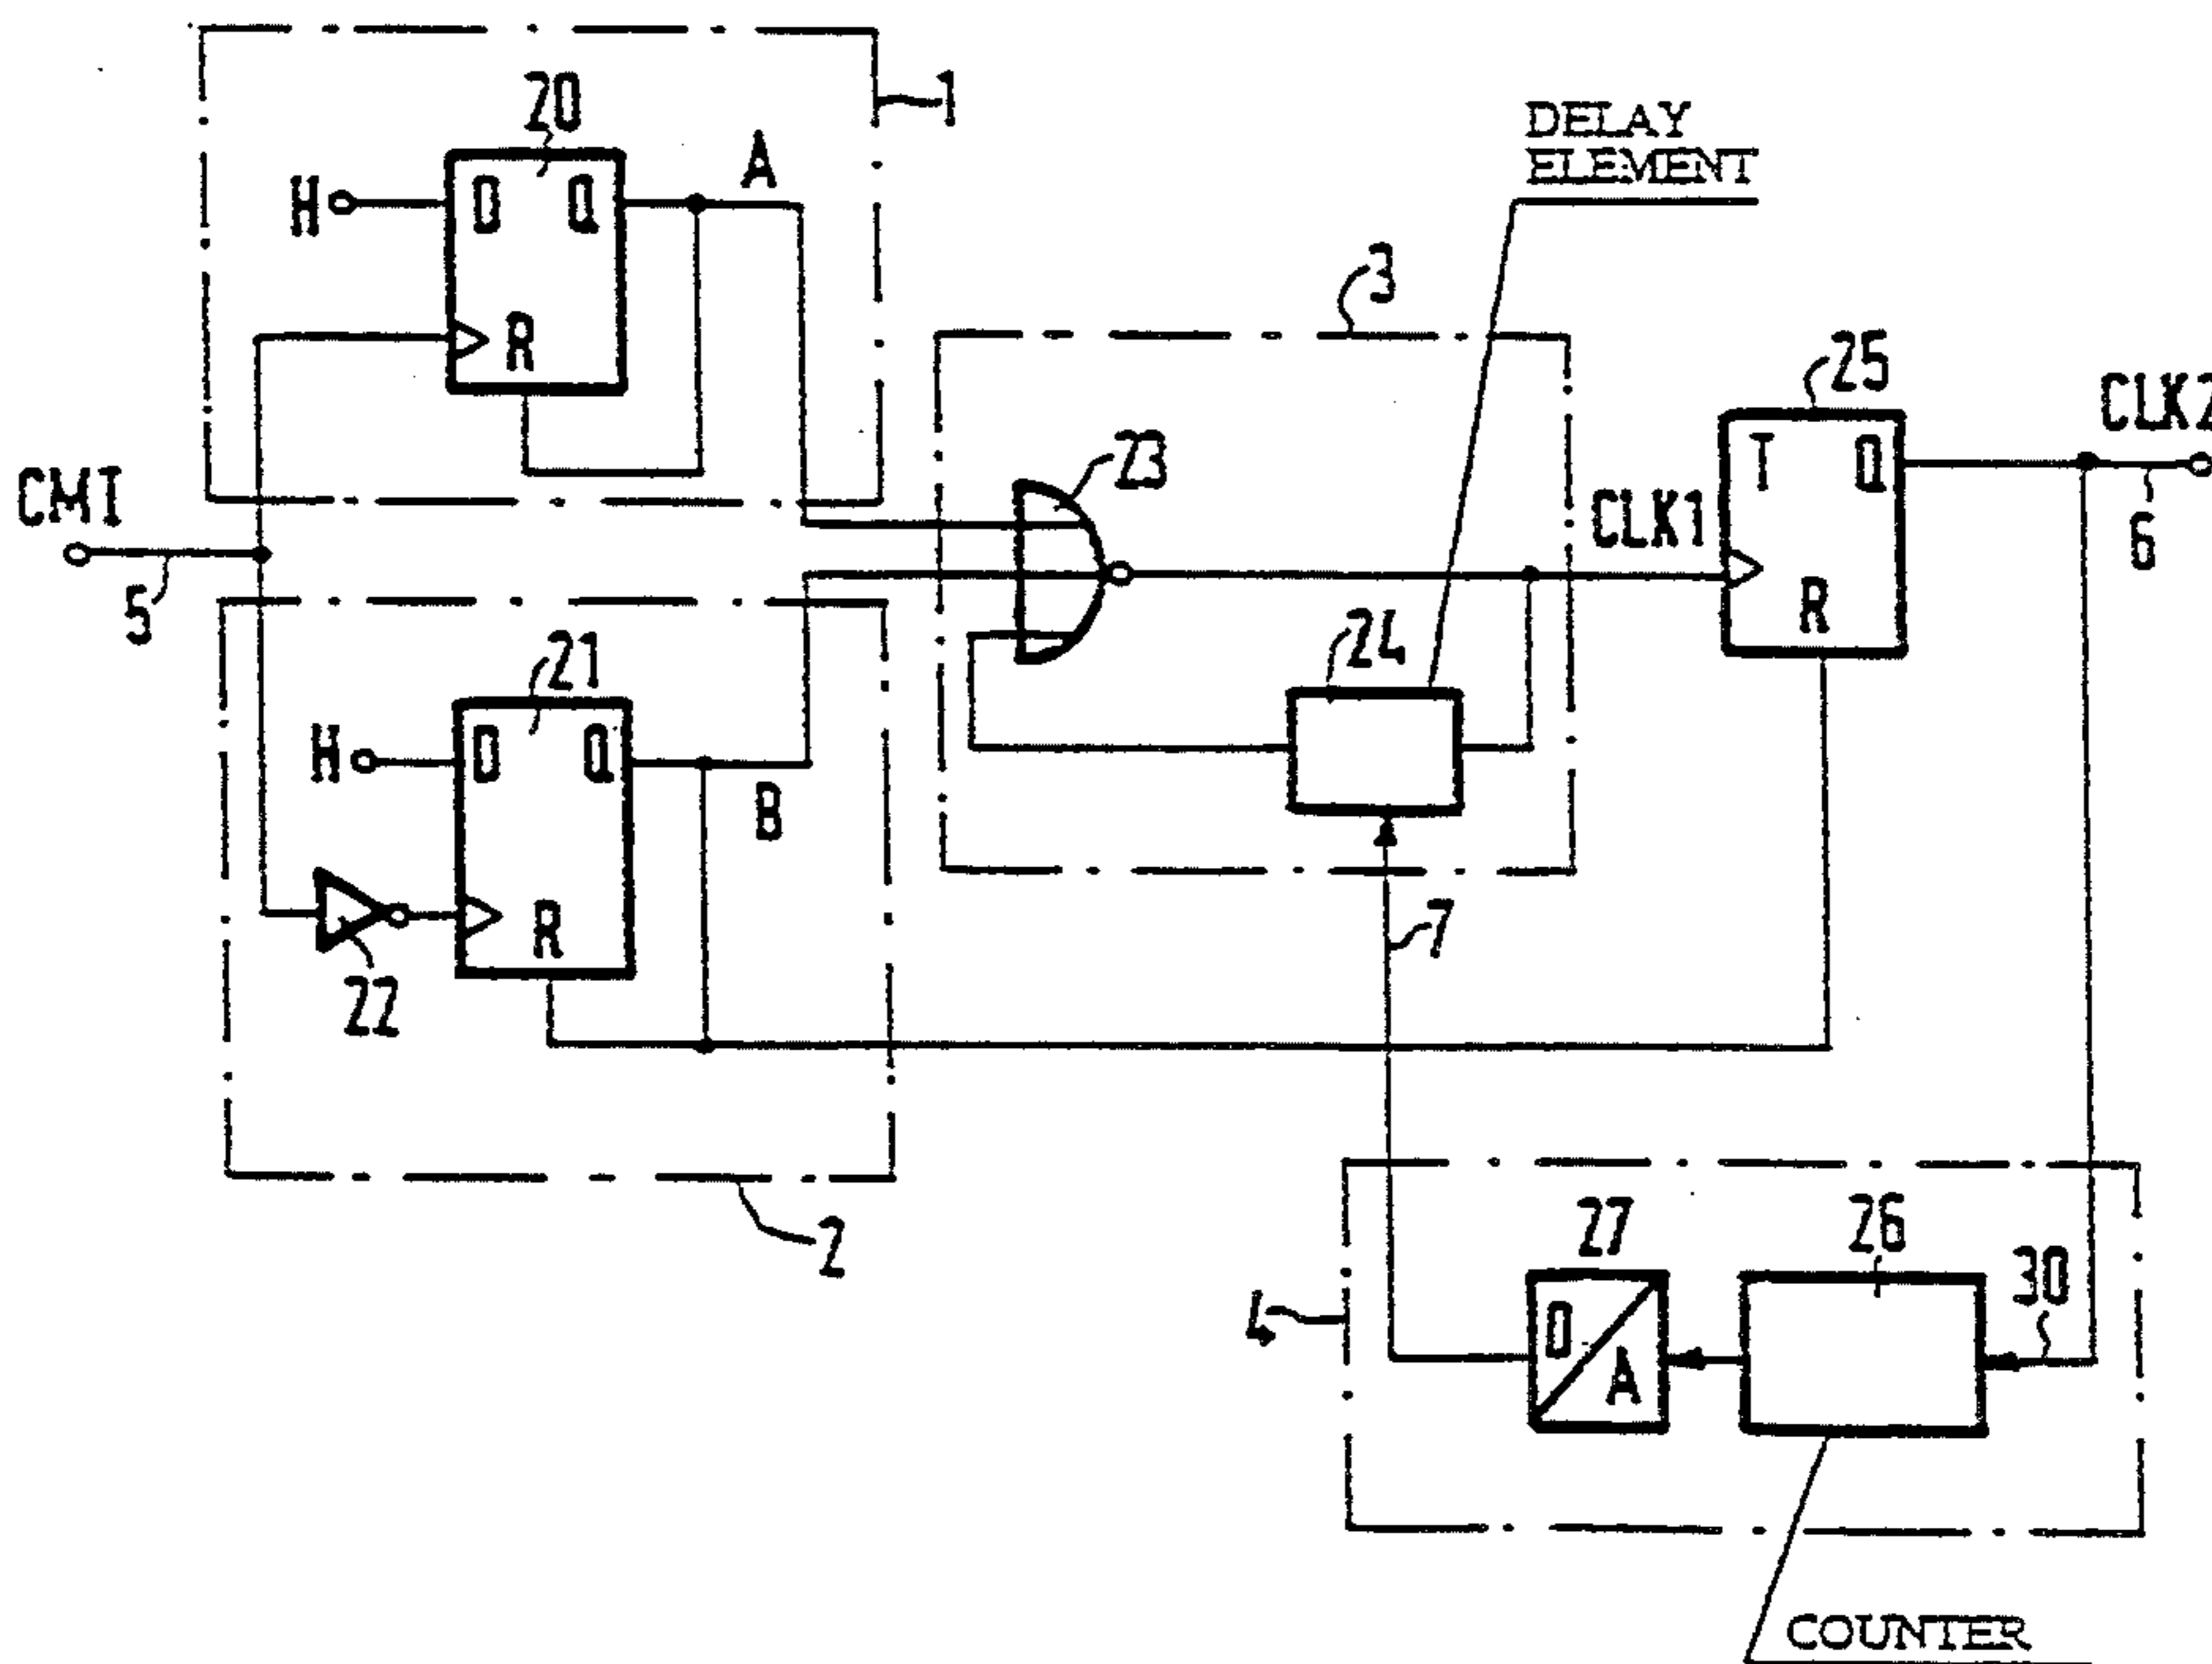 1
20
A
DELAY
ELEMENT
H
D
Q
3
R
25
CLK2
T
Q
CMI
23
CLK1
6
5
R
21
24
H
D
Q
B
R
7
22
27
26
2
30
4
D
A
COUNTER